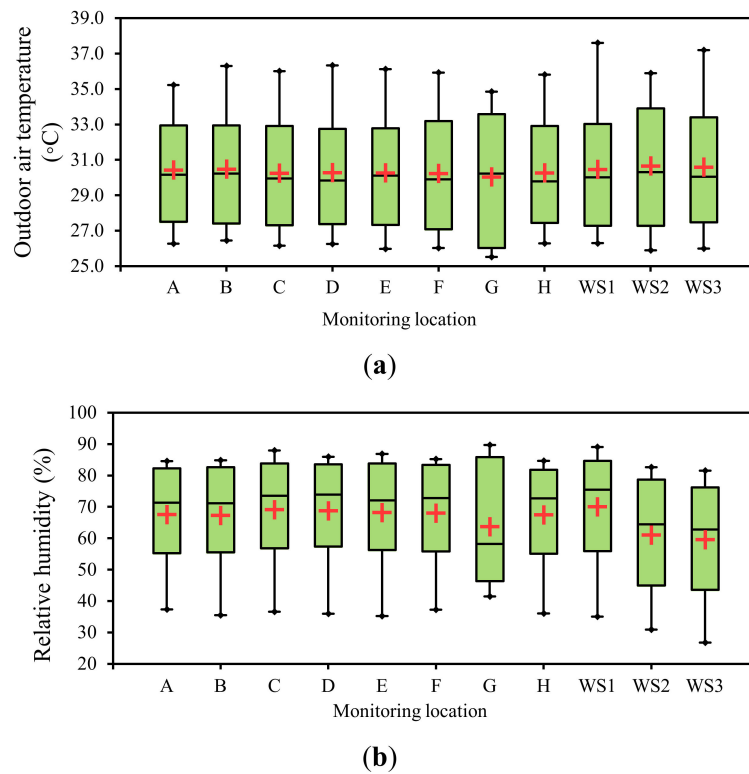 39.0
37.0
35.0
33.0
31.0
29.0
27.0
25.0
Outdoor air temperature
(∘C)
A B C D E F G H WS1 WS2 WS3
Monitoring location
(a)
100
90
80
70
60
50
40
30
20
Relative humidity (%)
A B C D E F G H WS1 WS2 WS3
Monitoring location
(b)